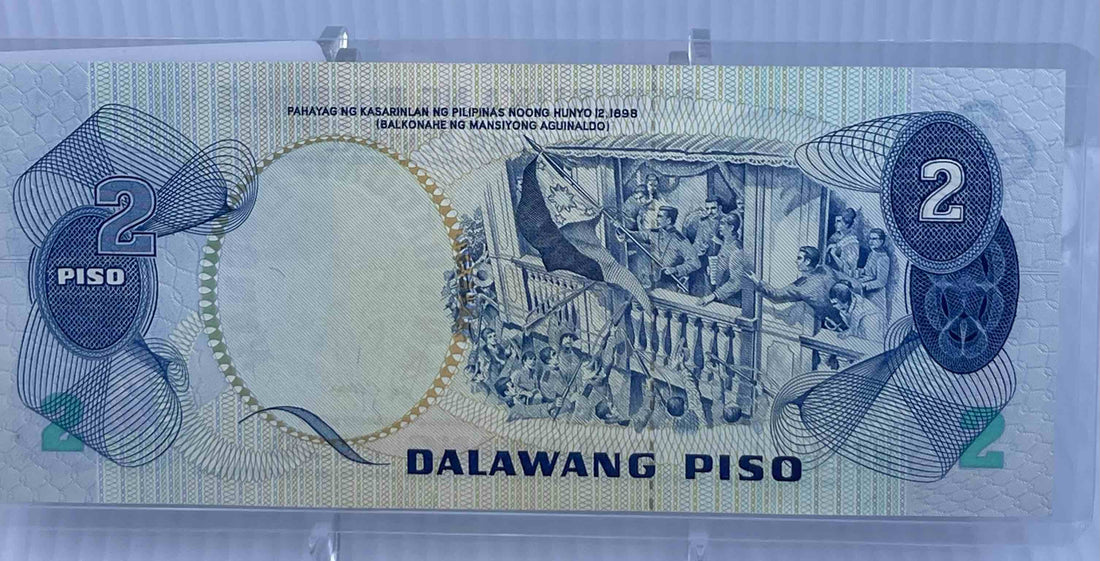 PAHAYAG NG KASARINLAN NG PILIPINAS NOONG HUNYO 12, 1898
(BALKONAHE NG MANSIYONG AGUINALDO)
2
PISO
2
2
2
DALAWANG PISO